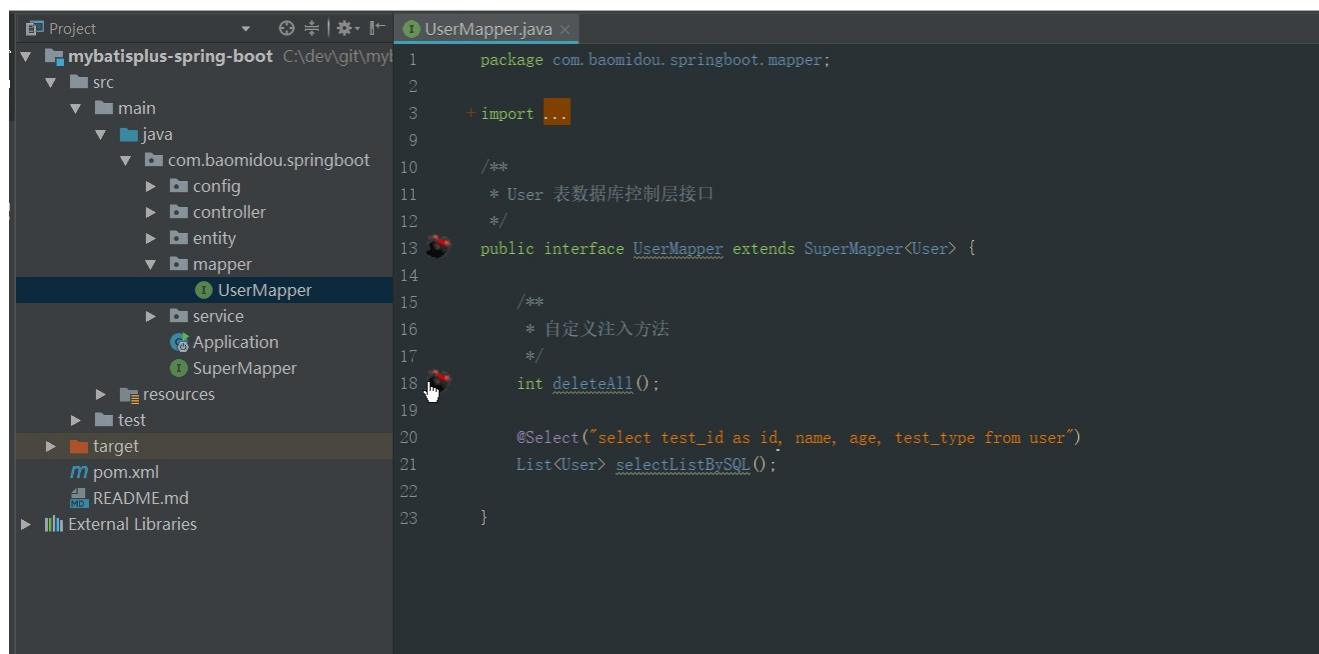 Project
mybatisplus-spring-boot C:\dev\git\myb
src
main
java
com.baomidou.springboot
config
controller
entity
mapper
UserMapper
service
Application
SuperMapper
resources
test
target
pom.xml
README.md
External Libraries
UserMapper.java
1 package com.baomidou.springboot.mapper;
2
3 + import ...
9
10 /**
11 * User 表数据库控制层接口
12 */
13 public interface UserMapper extends SuperMapper<User> {
14
15 /**
16 * 自定义注入方法
17 */
18 int deleteAll();
19
20 @Select("select test_id as id, name, age, test_type from user")
21 List<User> selectListBySQL();
22
23 }